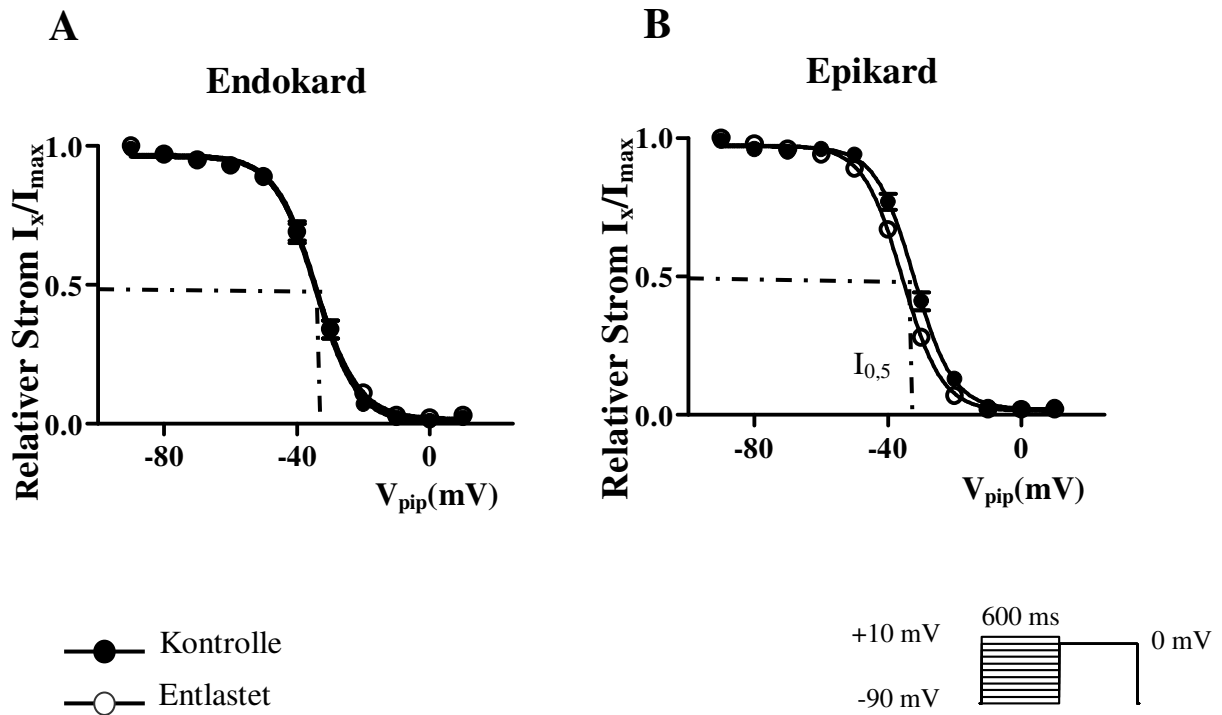 A
B
Endokard
Epikard
Relativer Strom Ix/Imax
1.0
0.5
0.0
-80
-40
0
Vpip(mV)
Relativer Strom Ix/Imax
1.0
0.5
0.0
I0,5
-80
-40
0
Vpip(mV)
Kontrolle
Entlastet
600 ms
+10 mV
0 mV
-90 mV